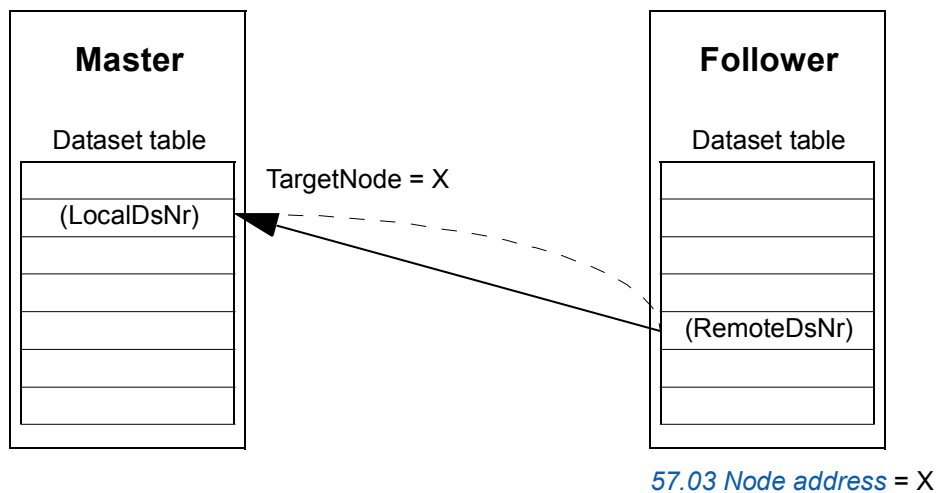 Master
Follower
Dataset table
Dataset table
TargetNode = X
(LocalDsNr)
(RemoteDsNr)
57.03 Node address = X